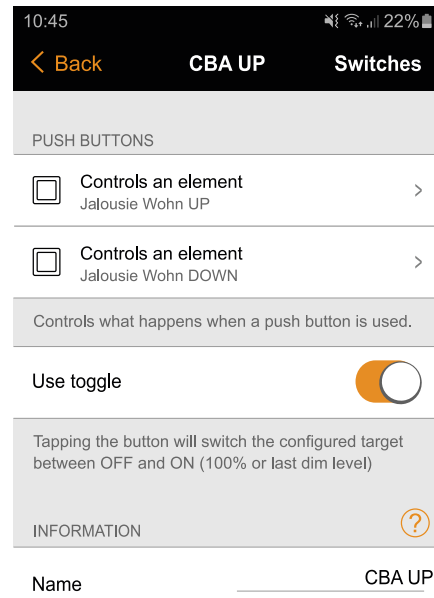 10:45 22%
Back CBA UP Switches
PUSH BUTTONS
Controls an element
Jalousie Wohn UP
Controls an element
Jalousie Wohn DOWN
Controls what happens when a push button is used.
Use toggle
Tapping the button will switch the configured target
between OFF and ON (100% or last dim level)
INFORMATION ?
Name CBA UP